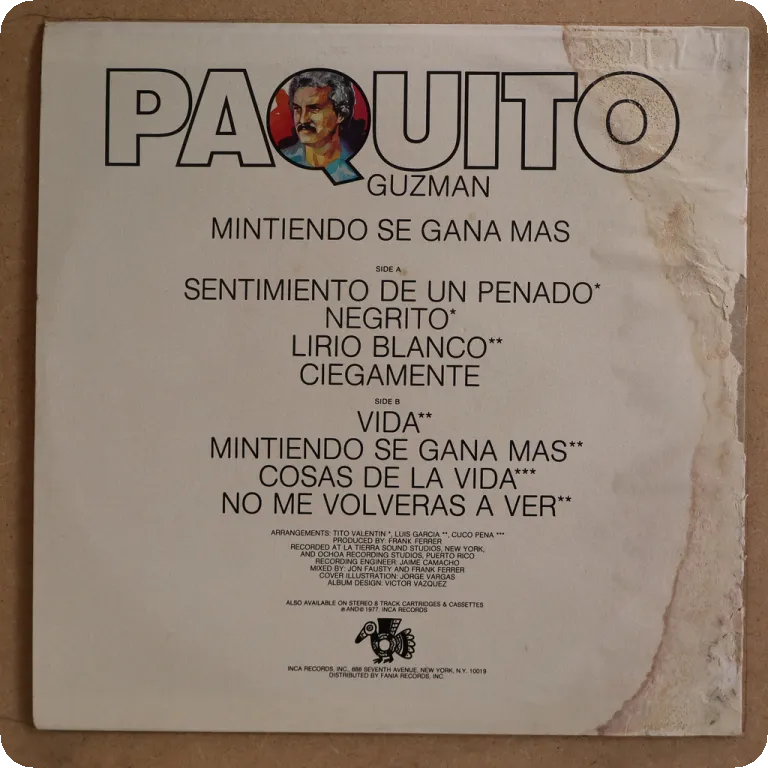 PAQUITO
GUZMAN
MINTIENDO SE GANA MAS
SIDE A
SENTIMIENTO DE UN PENADO*
NEGRITO*
LIRIO BLANCO**
CIEGAMENTE
SIDE B
VIDA**
MINTIENDO SE GANA MAS**
COSAS DE LA VIDA***
NO ME VOLVERAS A VER**
ARRANGEMENTS: TITO VALENTIN *, LUIS GARCIA **, CUCO PENA ***
PRODUCED BY: FRANK FERRER
RECORDED AT LA TIERRA SOUND STUDIOS, NEW YORK,
AND OCHOA RECORDING STUDIOS, PUERTO RICO
RECORDING ENGINEER: JAIME CAMACHO
MIXED BY: JON FAUSTY AND FRANK FERRER
COVER ILLUSTRATION: JORGE VARGAS
ALBUM DESIGN: VICTOR VAZQUEZ
ALSO AVAILABLE ON STEREO 8 TRACK CARTRIDGES & CASSETTES
℗ AND © 1977, INCA RECORDS
INCA RECORDS, INC., 888 SEVENTH AVENUE, NEW YORK, N.Y. 10019
DISTRIBUTED BY FANIA RECORDS, INC.